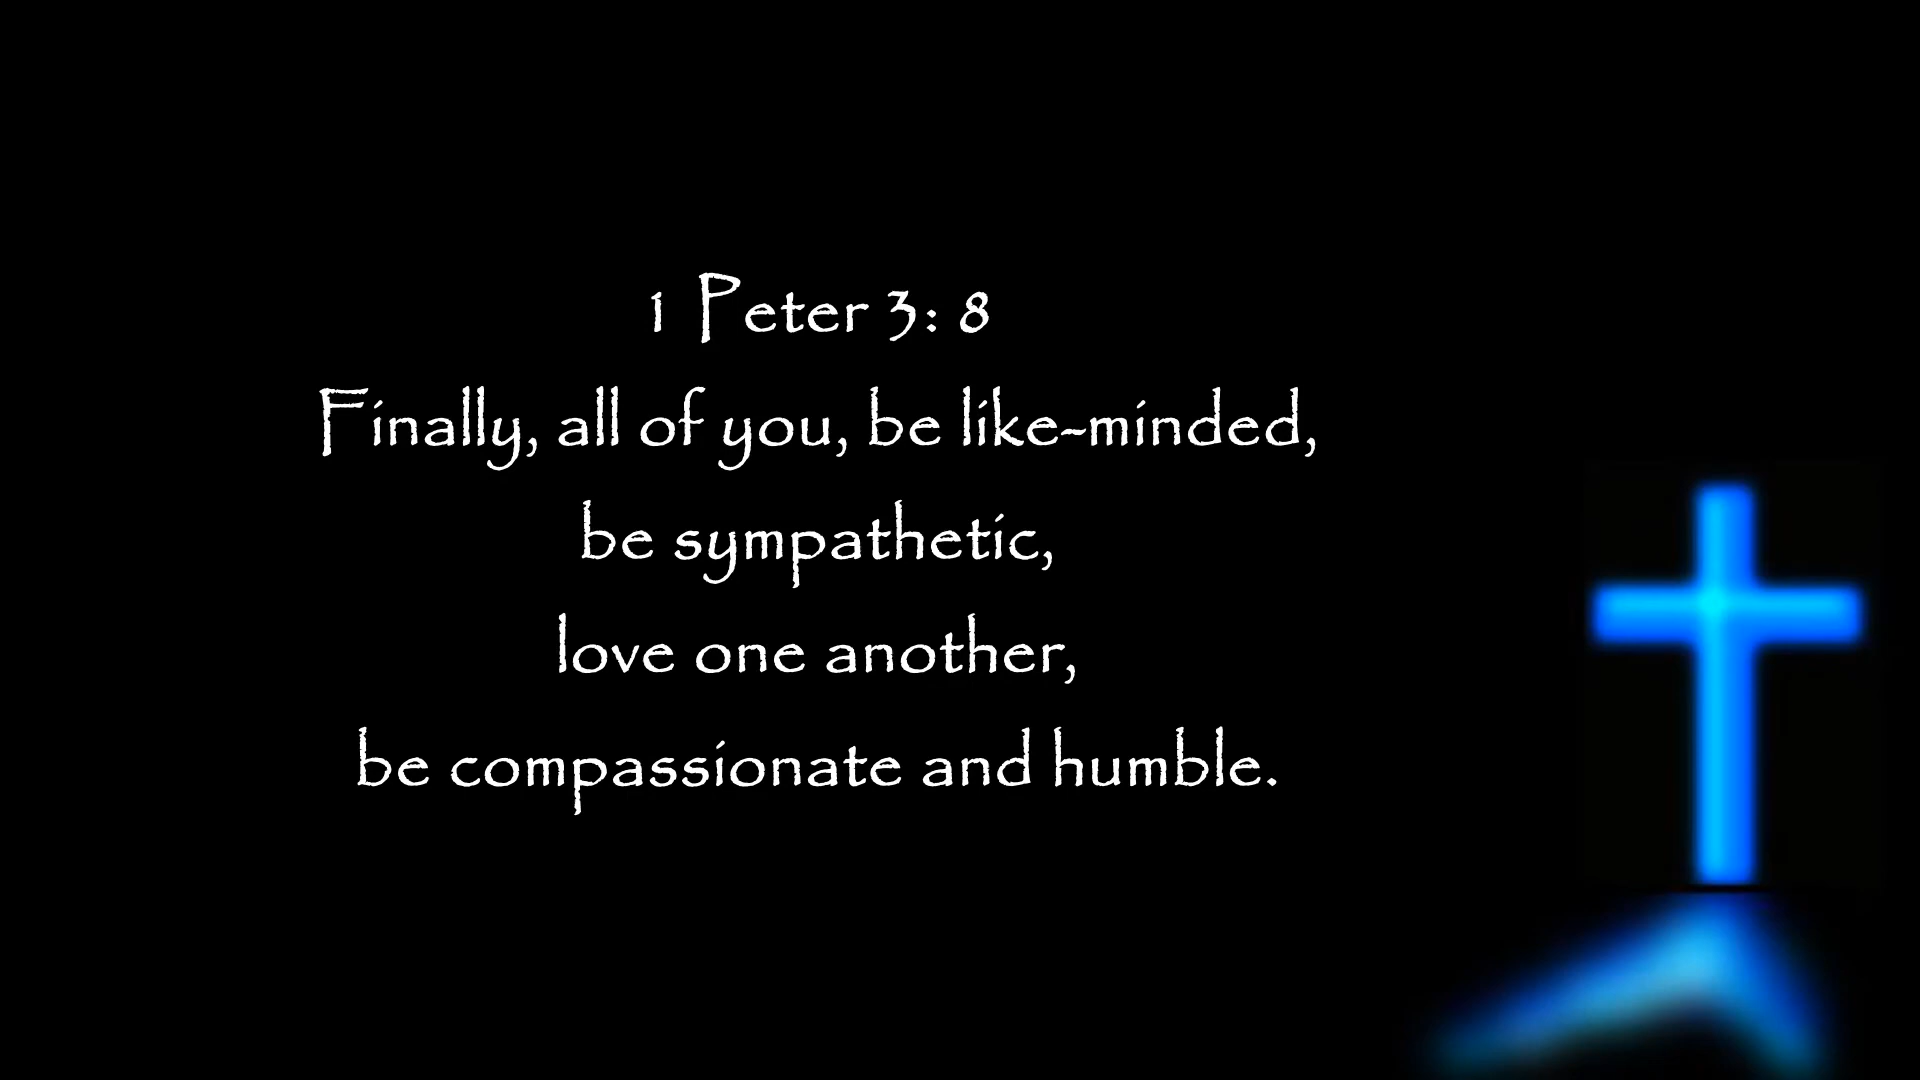 1 Peter 3: 8
Finally, all of you, be like-minded,
be sympathetic,
love one another,
be compassionate and humble.